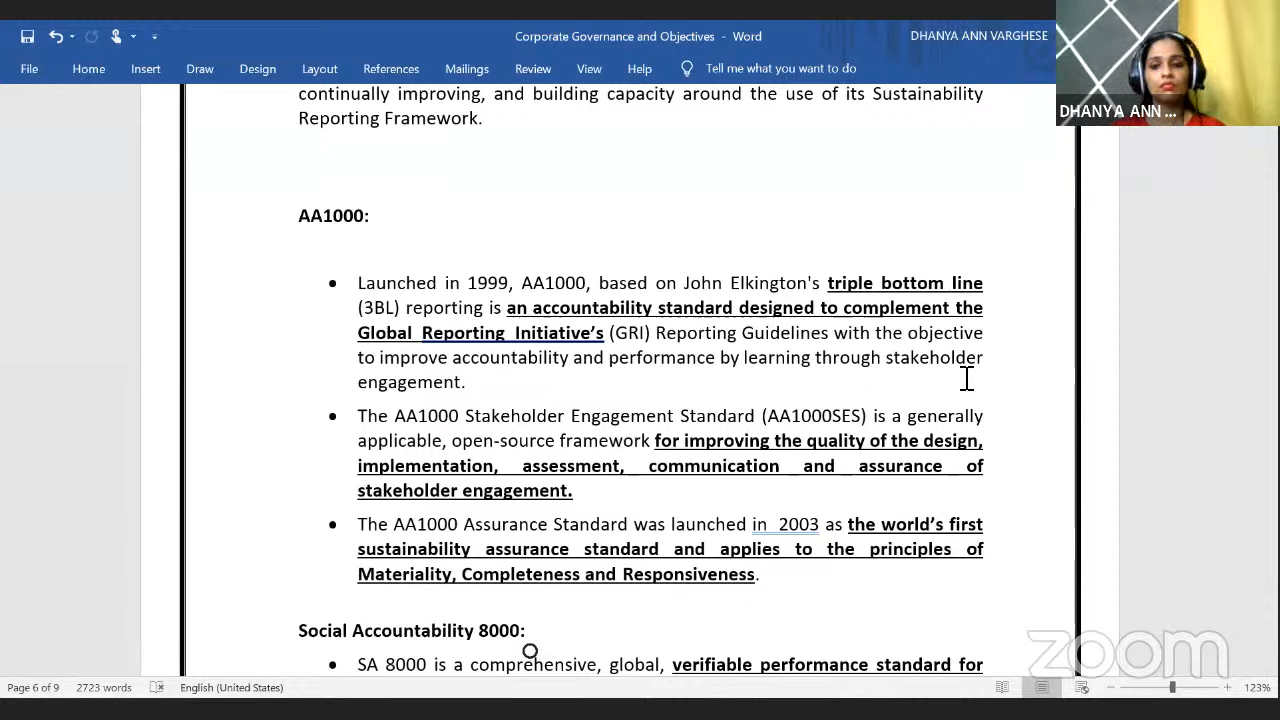 Corporate Governance and Objectives - Word
DHANYA ANN VARGHESE
File Home Insert Draw Design Layout References Mailings Review View Help Tell me what you want to do
DHANYA ANN ...
continually improving, and building capacity around the use of its Sustainability
Reporting Framework.
AA1000:
• Launched in 1999, AA1000, based on John Elkington's triple bottom line
(3BL) reporting is an accountability standard designed to complement the
Global Reporting Initiative's (GRI) Reporting Guidelines with the objective
to improve accountability and performance by learning through stakeholder
engagement.
• The AA1000 Stakeholder Engagement Standard (AA1000SES) is a generally
applicable, open-source framework for improving the quality of the design,
implementation, assessment, communication and assurance of
stakeholder engagement.
• The AA1000 Assurance Standard was launched in 2003 as the world's first
sustainability assurance standard and applies to the principles of
Materiality, Completeness and Responsiveness.
Social Accountability 8000:
• SA 8000 is a comprehensive, global, verifiable performance standard for
zoom
Page 6 of 9 2723 words English (United States) 123%